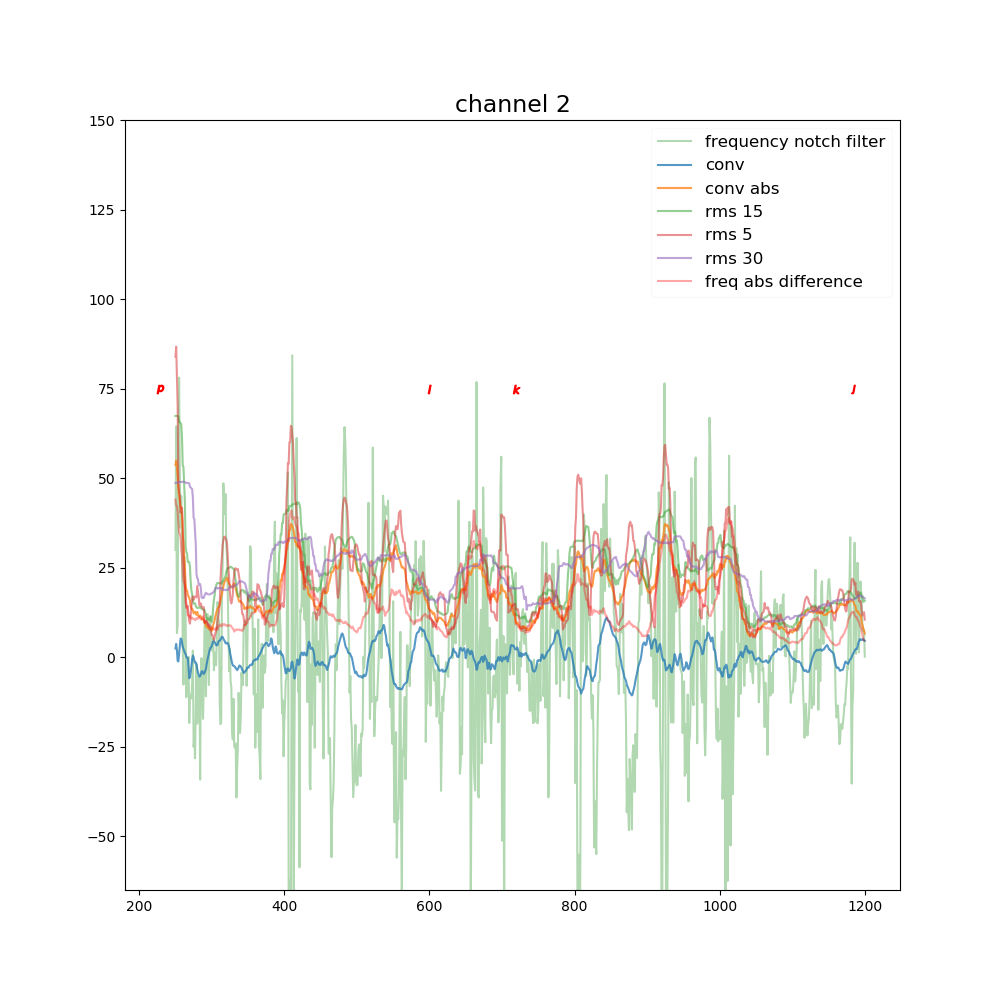 channel 2
150
frequency notch filter
conv
conv abs
rms 15
rms 5
rms 30
freq abs difference
125
100
75
p
l
k
J
50
25
0
−25
−50
200 400 600 800 1000 1200